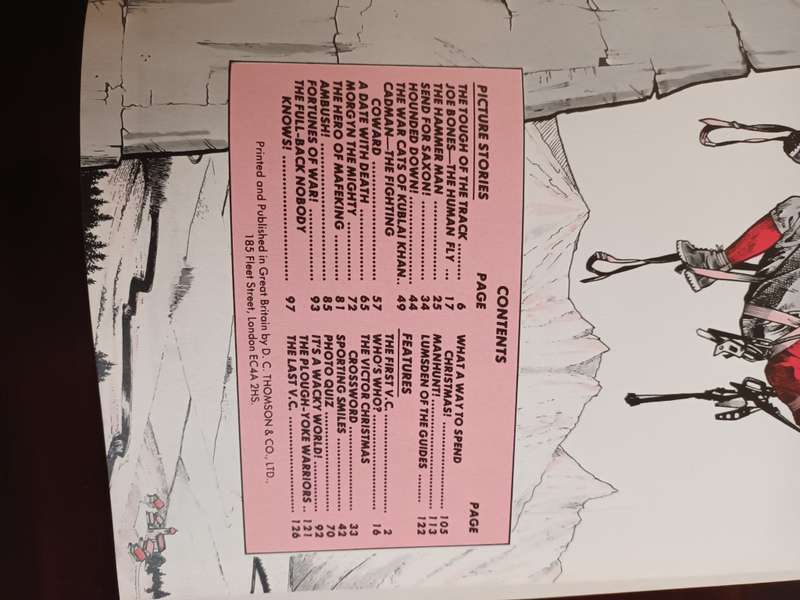 CONTENTS
PICTURE STORIES PAGE
THE TOUGH OF THE TRACK ...... 6
JOE BONES—THE HUMAN FLY ... 17
THE HAMMER MAN .................. 25
SEND FOR SAXON! .................. 34
HOUNDED DOWN! .................. 44
THE WAR CATS OF KUBLAI KHAN.. 49
CADMAN—THE FIGHTING
COWARD ........................ 57
A DATE WITH DEATH ............... 65
MORGYN THE MIGHTY ............ 72
THE HERO OF MAFEKING ......... 81
AMBUSH! ........................... 85
FORTUNES OF WAR! ............... 93
THE FULL-BACK NOBODY
KNOWS! ........................ 97
PAGE
WHAT A WAY TO SPEND
CHRISTMAS! .................. 105
MANHUNT! ........................ 113
LUMSDEN OF THE GUIDES ........ 122
FEATURES
THE FIRST V.C. ..................... 2
WHO'S WHO? ..................... 16
THE VICTOR CHRISTMAS
CROSSWORD .................. 33
SPORTING SMILES ............... 42
PHOTO QUIZ ..................... 70
IT'S A WACKY WORLD! ............ 92
THE PLOUGH-YOKE WARRIORS .. 121
THE LAST V.C. ..................... 126
Printed and Published in Great Britain by D. C. THOMSON & CO., LTD.,
185 Fleet Street, London EC4A 2HS.